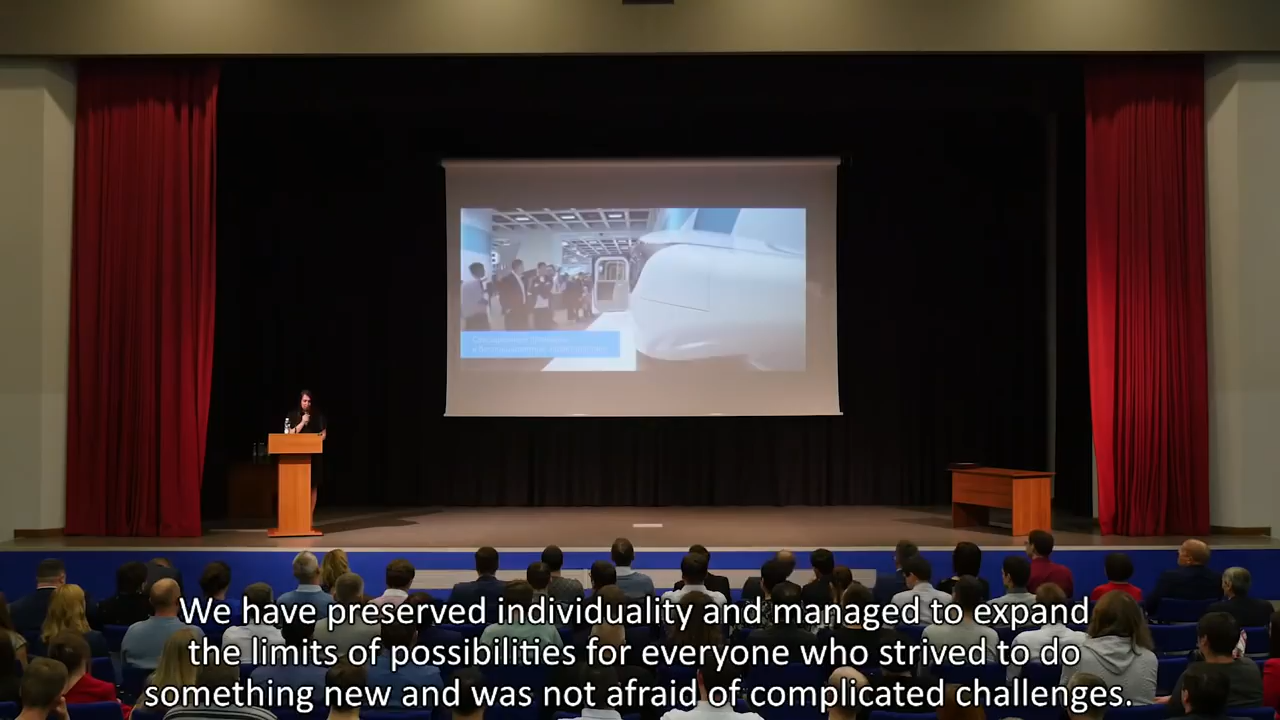 We have preserved individuality and managed to expand
the limits of possibilities for everyone who strived to do
something new and was not afraid of complicated challenges.